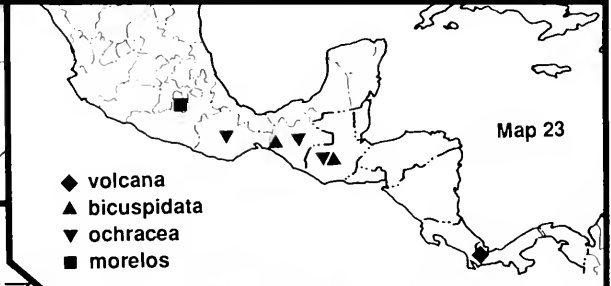 Map 23
◆ volcana
▲ bicuspidata
▼ ochracea
■ morelos